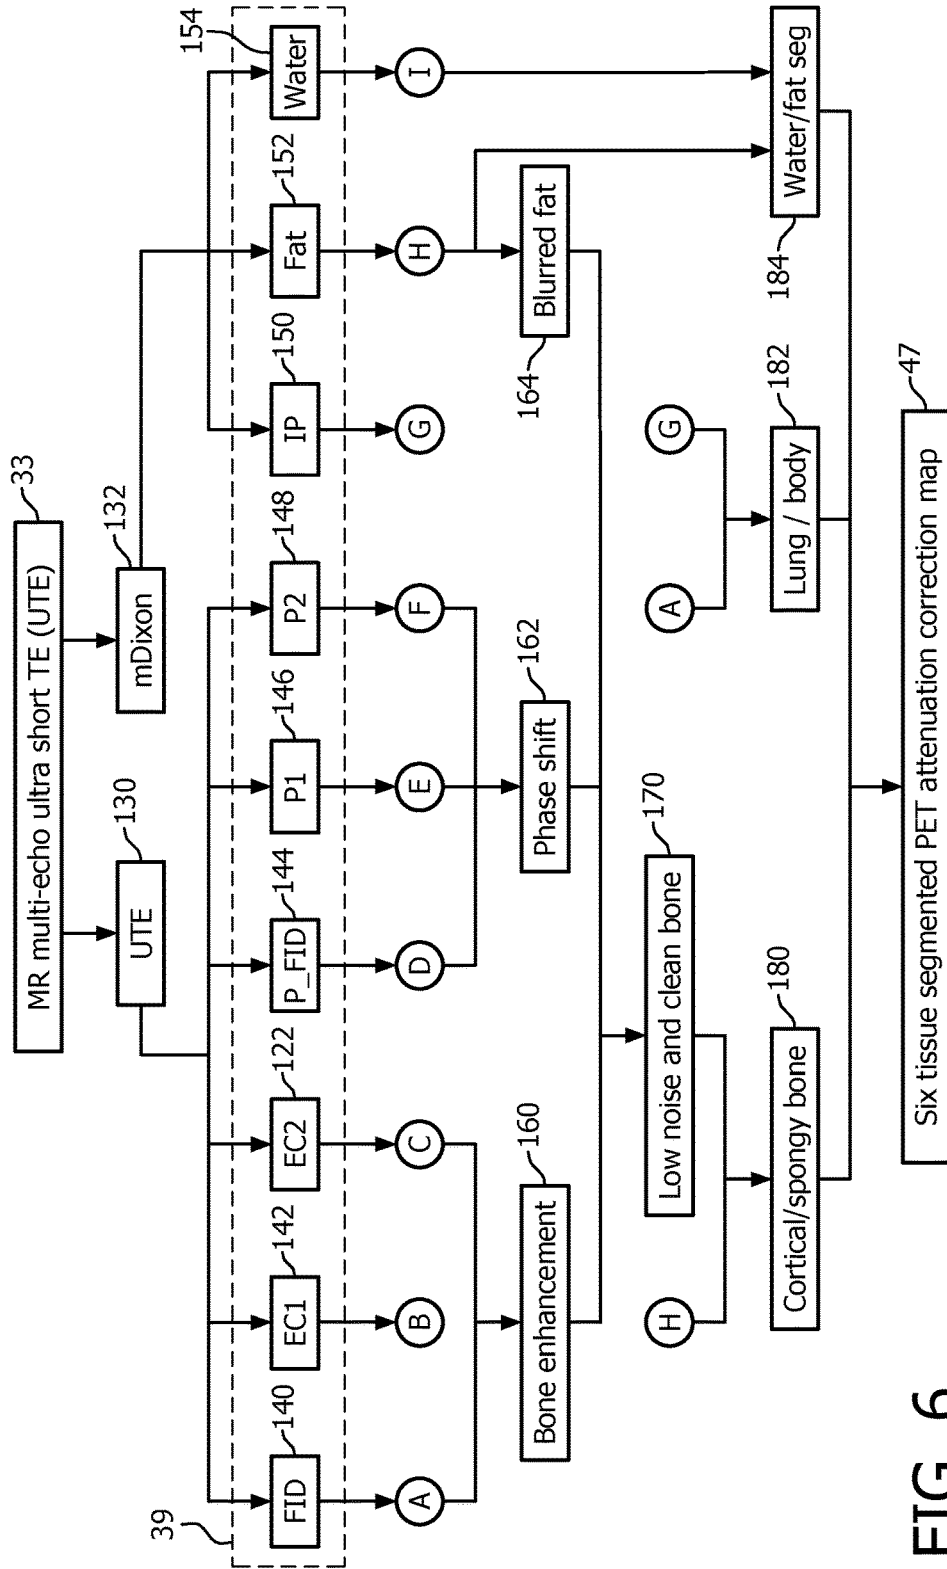 MR multi-echo ultra short TE (UTE)
33
UTE
130
mDixon
132
39
FID
140
EC1
142
EC2
122
P_FID
144
P1
146
P2
148
IP
150
Fat
152
Water
154
A
B
C
D
E
F
G
H
I
Bone enhancement
160
Phase shift
162
Blurred fat
164
H
Low noise and clean bone
170
A
G
Cortical/spongy bone
180
Lung / body
182
Water/fat seg
184
Six tissue segmented PET attenuation correction map
47
FIG. 6